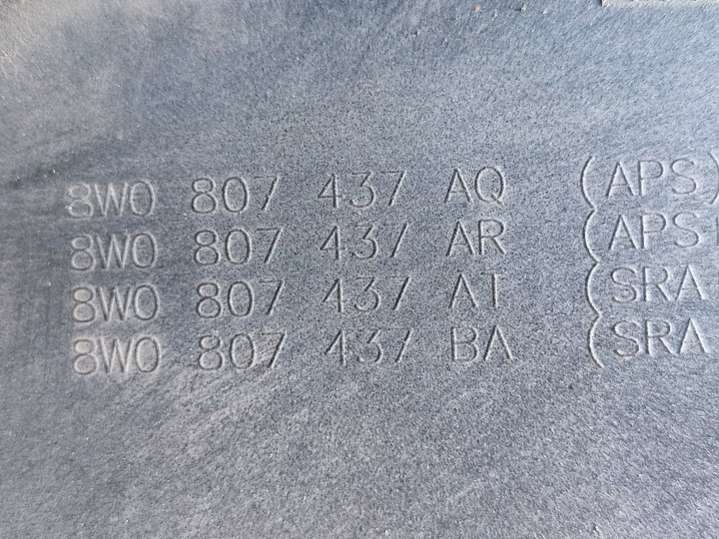 8W0 807 437 AQ (APS)
8W0 807 437 AR (APS
8W0 807 437 AT (SRA
8W0 807 437 BA (SRA